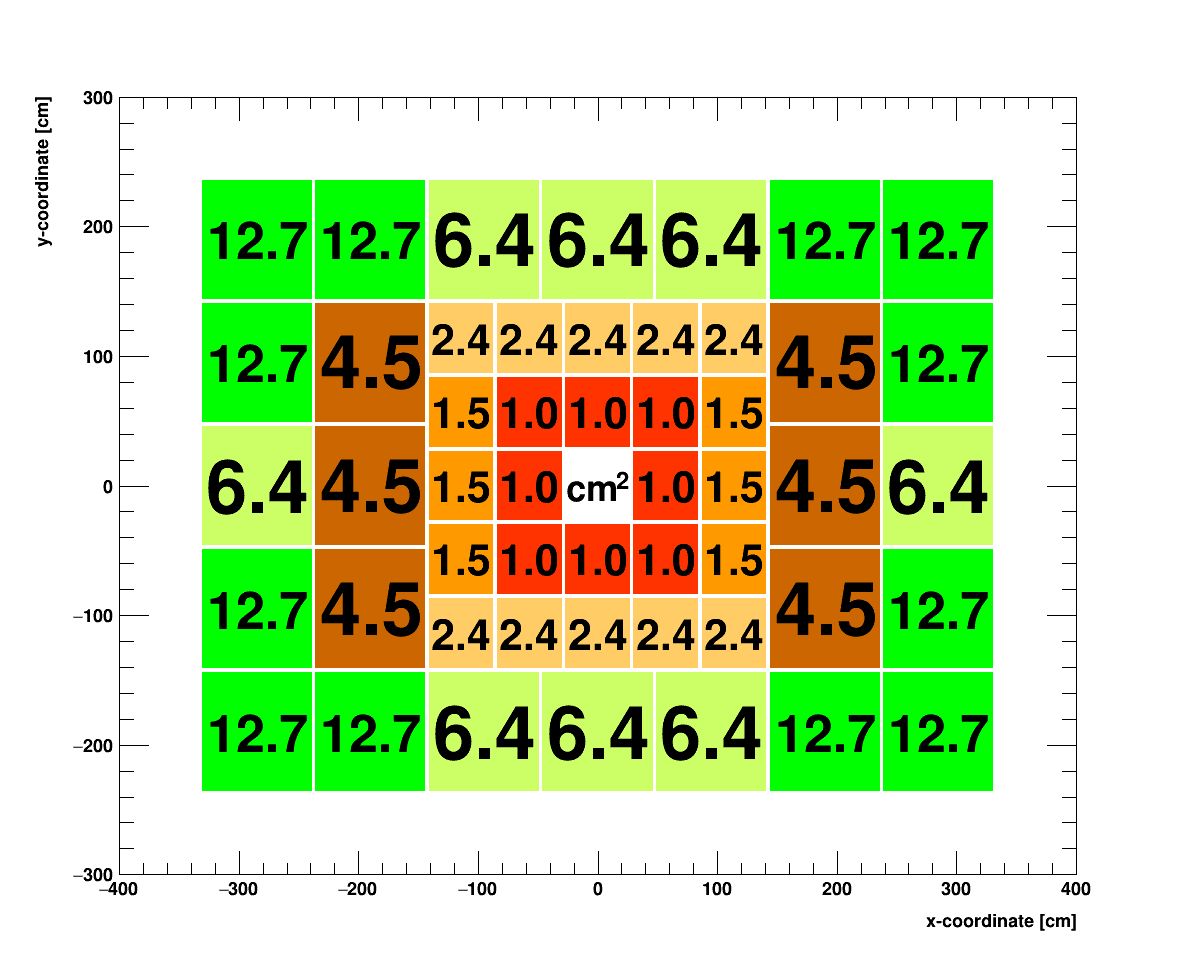 y-coordinate [cm]
300
200
100
0
−100
−200
−300
12.7 12.7 6.4 6.4 6.4 12.7 12.7
12.7 4.5 2.4 2.4 2.4 2.4 2.4 4.5 12.7
1.5 1.0 1.0 1.0 1.5
6.4 4.5 1.5 1.0 cm² 1.0 1.5 4.5 6.4
1.5 1.0 1.0 1.0 1.5
12.7 4.5 2.4 2.4 2.4 2.4 2.4 4.5 12.7
12.7 12.7 6.4 6.4 6.4 12.7 12.7
−400 −300 −200 −100 0 100 200 300 400
x-coordinate [cm]